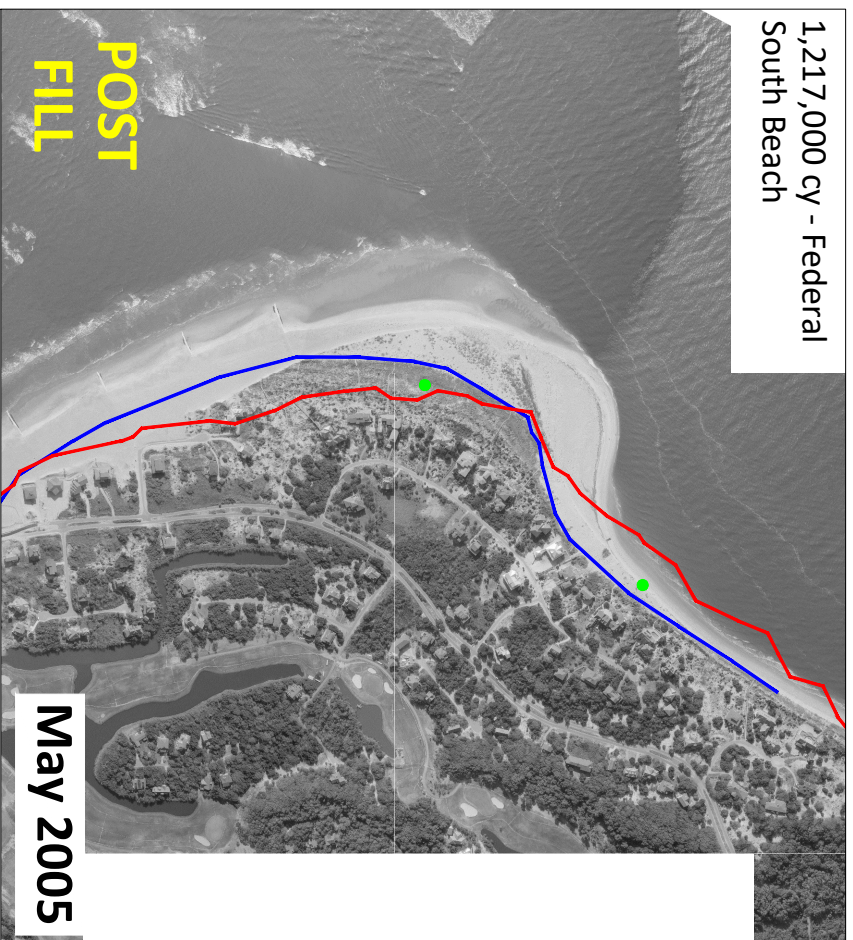 1,217,000 cy - Federal
South Beach
POST
FILL
May 2005